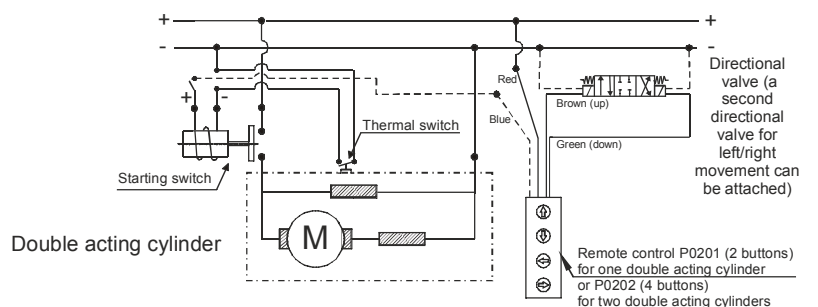 +
+
-
-
Directional
valve (a
second
directional
valve for
left/right
movement can
be attached)
Red
Brown (up)
+
-
Blue
Thermal switch
Green (down)
Starting switch
M
Double acting cylinder
Remote control P0201 (2 buttons)
for one double acting cylinder
or P0202 (4 buttons)
for two double acting cylinders